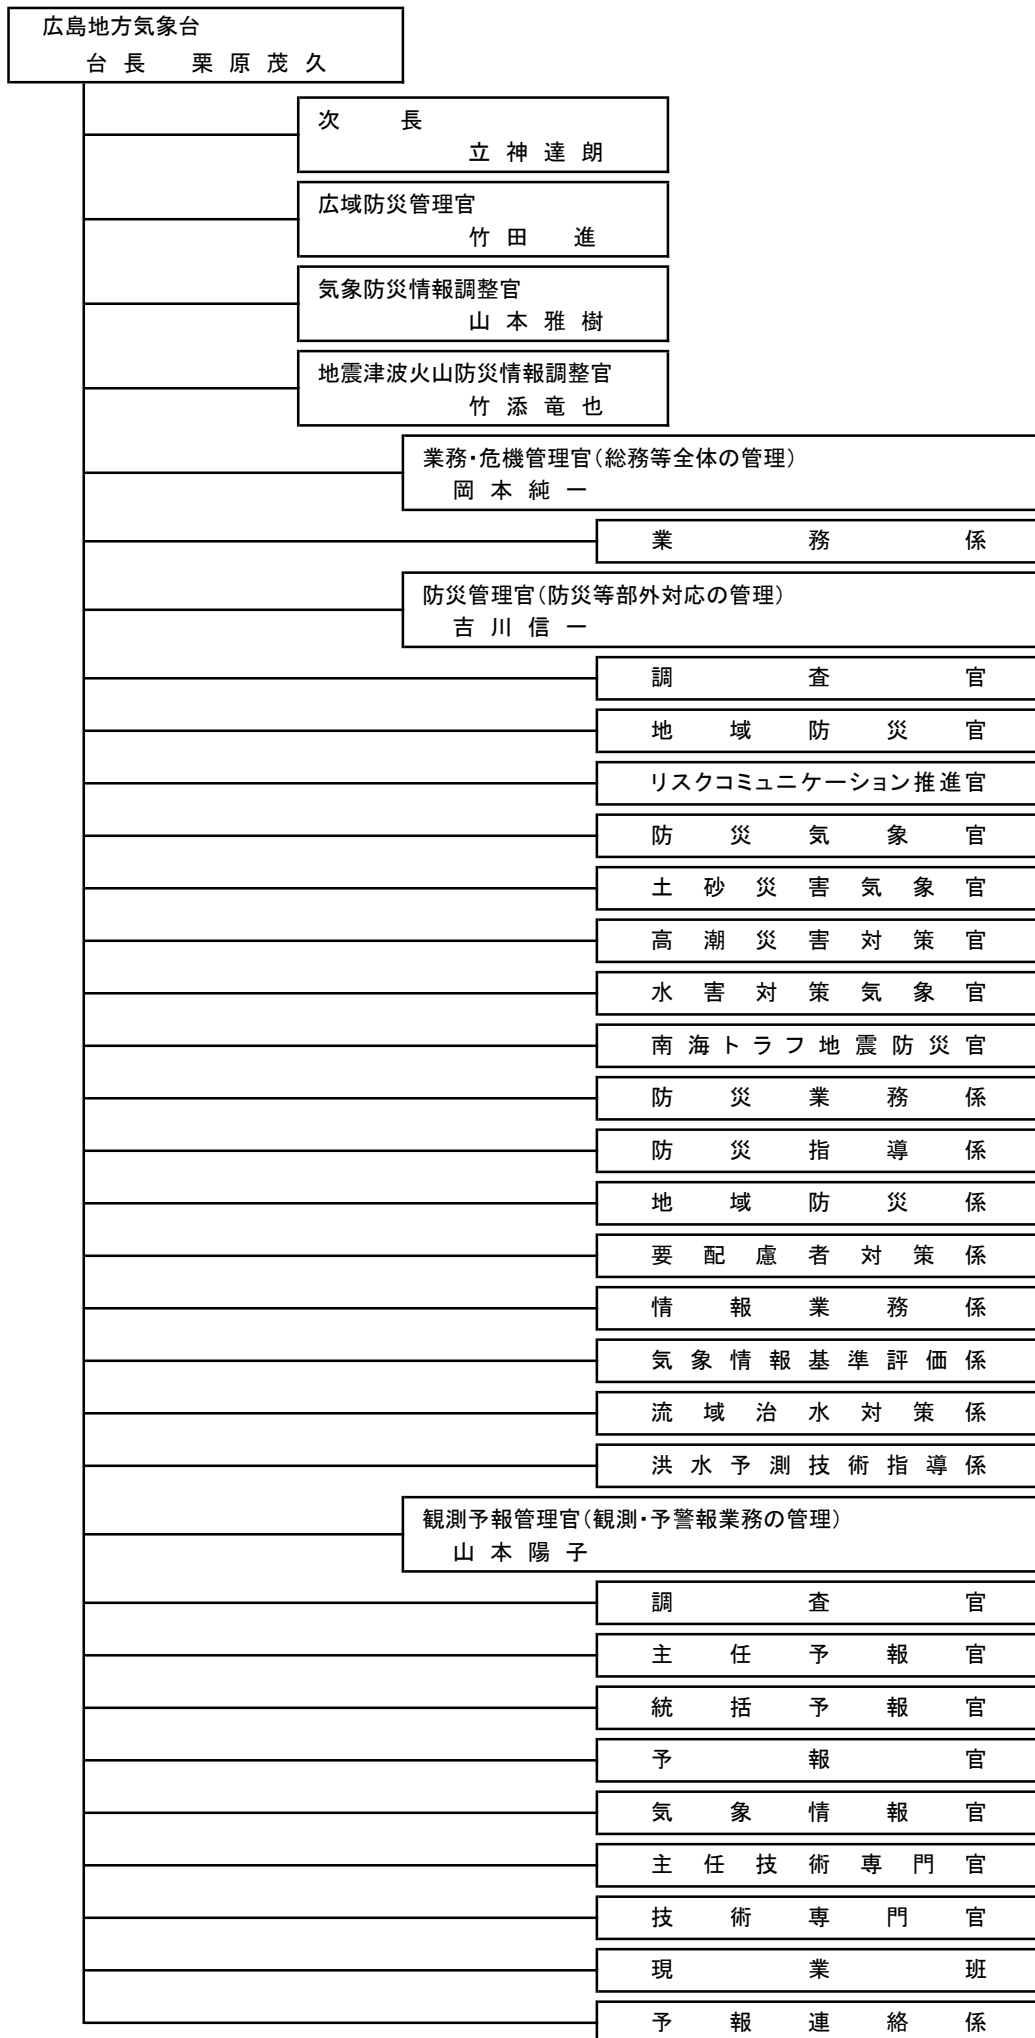 広島地方気象台
台長 栗原茂久
次長
立神達朗
広域防災管理官
竹田 進
気象防災情報調整官
山本雅樹
地震津波火山防災情報調整官
竹添竜也
業務・危機管理官(総務等全体の管理)
岡本純一
業務係
防災管理官(防災等部外対応の管理)
吉川信一
調査官
地域防災官
リスクコミュニケーション推進官
防災気象官
土砂災害気象官
高潮災害対策官
水害対策気象官
南海トラフ地震防災官
防災業務係
防災指導係
地域防災係
要配慮者対策係
情報業務係
気象情報基準評価係
流域治水対策係
洪水予測技術指導係
観測予報管理官(観測・予警報業務の管理)
山本陽子
調査官
主任予報官
統括予報官
予報官
気象情報官
主任技術専門官
技術専門官
現業班
予報連絡係